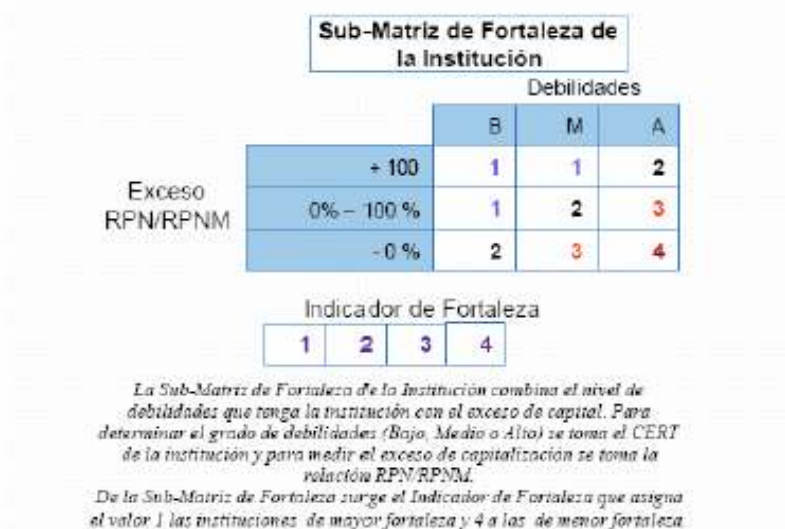 Sub-Matriz de Fortaleza de
la Institución
Debilidades
B M A
+ 100 1 1 2
Exceso
RPN/RPNM
0% – 100 % 1 2 3
- 0 % 2 3 4
Indicador de Fortaleza
1 2 3 4
La Sub-Matriz de Fortaleza de la Institución combina el nivel de
debilidades que tenga la institución con el exceso de capital. Para
determinar el grado de debilidades (Bajo, Medio o Alto) se toma el CERT
de la institución y para medir el exceso de capitalización se toma la
relación RPN/RPNM.
De la Sub-Matriz de Fortaleza surge el Indicador de Fortaleza que asigna
el valor 1 las instituciones de mayor fortaleza y 4 a las de menor fortaleza